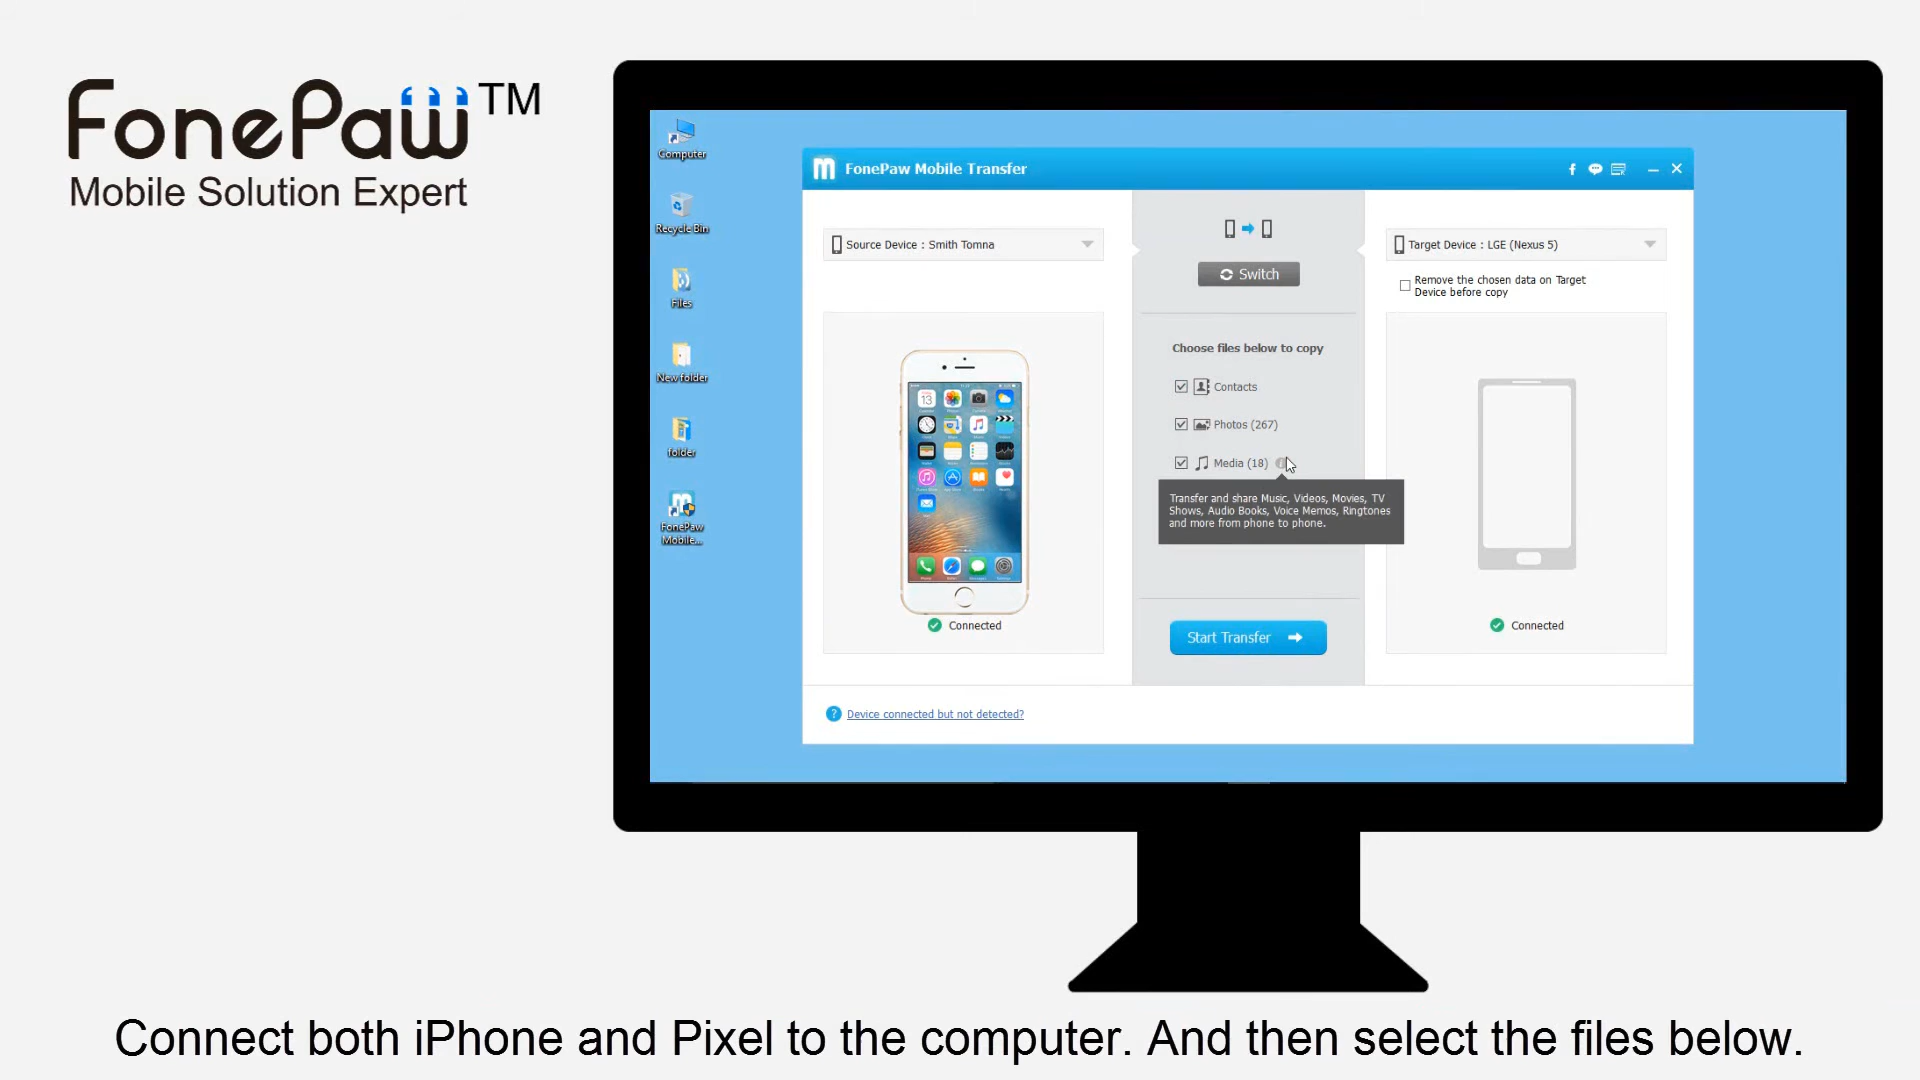 FonePaw TM
Mobile Solution Expert
Computer
Recycle Bin
Files
New folder
folder
FonePaw
Mobile...
FonePaw Mobile Transfer
Source Device : Smith Tomna
Switch
Target Device : LGE (Nexus 5)
Remove the chosen data on Target
Device before copy
Choose files below to copy
Contacts
Photos (267)
Media (18)
Transfer and share Music, Videos, Movies, TV
Shows, Audio Books, Voice Memos, Ringtones
and more from phone to phone.
13
Connected
Connected
Start Transfer
Device connected but not detected?
Connect both iPhone and Pixel to the computer. And then select the files below.